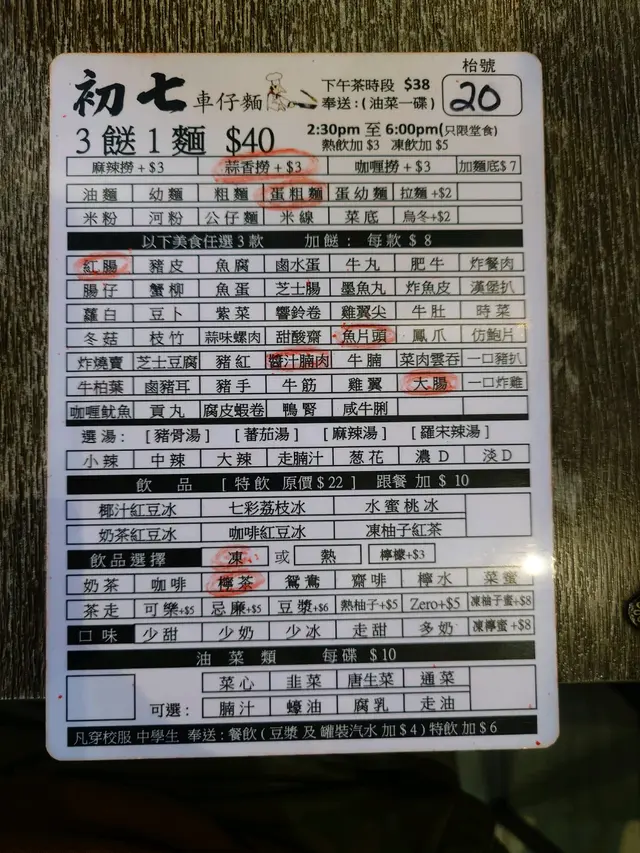 枱號
初七 車仔麵 下午茶時段 $38 20
奉送:(油菜一碟)
3 餸 1 麵 $40 2:30pm 至 6:00pm(只限堂食)
熱飲加 $3 凍飲加 $5
麻辣撈+$3 蒜香撈+$3 咖喱撈+$3 加麵底$7
油麵 幼麵 粗麵 蛋粗麵 蛋幼麵 拉麵+$2
米粉 河粉 公仔麵 米線 菜底 烏冬+$2
以下美食任選3款 加餸: 每款 $8
紅腸 豬皮 魚腐 鹵水蛋 牛丸 肥牛 炸餐肉
腸仔 蟹柳 魚蛋 芝士腸 墨魚丸 炸魚皮 漢堡扒
蘿白 豆卜 紫菜 響鈴卷 雞翼尖 牛肚 時菜
冬菇 枝竹 蒜味螺肉 甜酸齋 魚片頭 鳳爪 仿鮑片
炸燒賣 芝士豆腐 豬紅 醬汁腩肉 牛腩 菜肉雲吞 一口豬扒
牛柏葉 鹵豬耳 豬手 牛筋 雞翼 大腸 一口炸雞
咖喱魷魚 貢丸 腐皮蝦卷 鴨腎 咸牛脷
選湯: [豬骨湯] [蕃茄湯] [麻辣湯] [羅宋辣湯]
小辣 中辣 大辣 走腩汁 葱花 濃D 淡D
飲品 [特飲 原價$22] 跟餐加 $10
椰汁紅豆冰 七彩荔枝冰 水蜜桃冰
奶茶紅豆冰 咖啡紅豆冰 凍柚子紅茶
飲品選擇 凍 或 熱 檸檬+$3
奶茶 咖啡 檸茶 鴛鴦 齋啡 檸水 菜蜜
茶走 可樂+$5 忌廉+$5 豆漿+$6 熱柚子+$5 Zero+$5 凍柚子蜜+$8
口味 少甜 少奶 少冰 走甜 多奶 凍檸蜜+$8
油菜類 每碟 $10
菜心 韭菜 唐生菜 通菜
可選: 腩汁 蠔油 腐乳 走油
凡穿校服 中學生 奉送:餐飲(豆漿及罐裝汽水加$4)特飲加$6